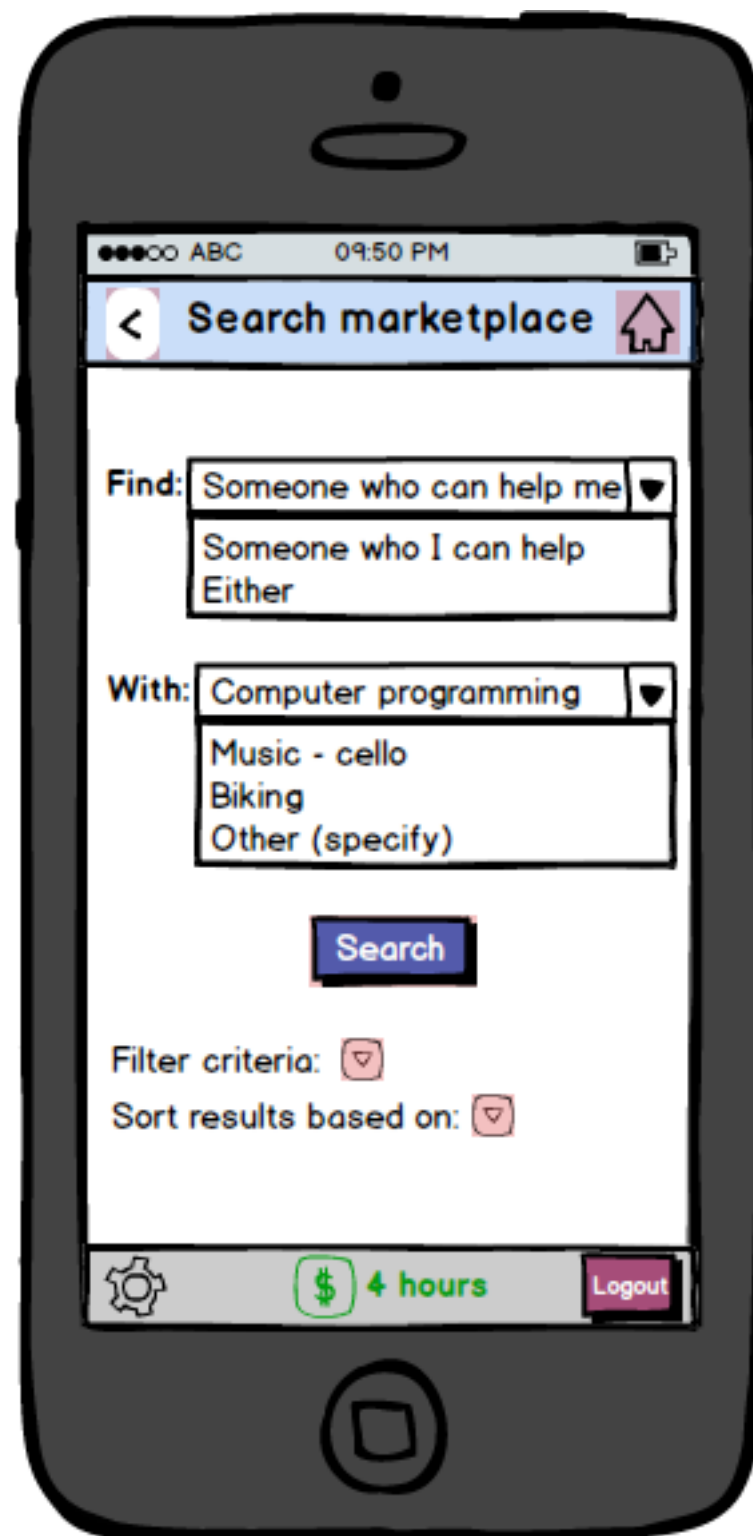 ABC 09:50 PM
< Search marketplace
Find: Someone who can help me
Someone who I can help
Either
With: Computer programming
Music - cello
Biking
Other (specify)
Search
Filter criteria:
Sort results based on:
$ 4 hours Logout